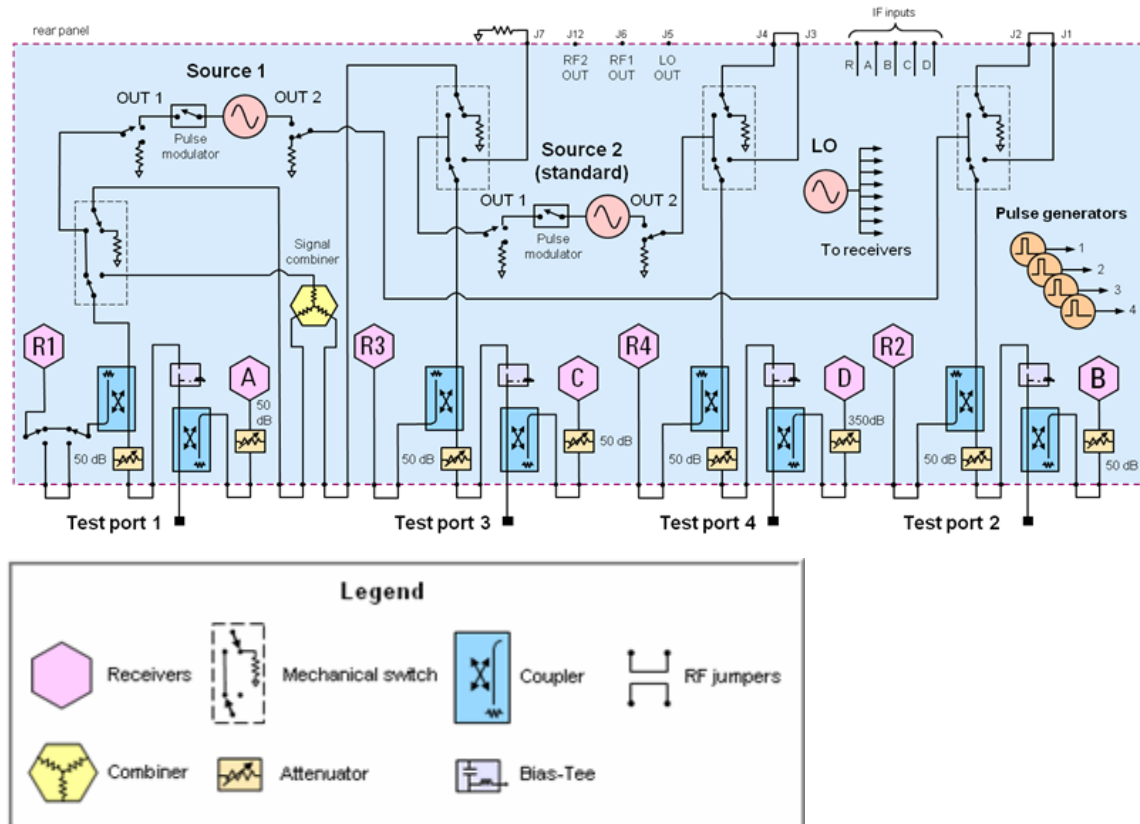 rear panel
J7
J12
J6
J5
J4
J3
IF inputs
J2
J1
RF2
OUT
RF1
OUT
LO
OUT
R
A
B
C
D
Source 1
OUT 1
OUT 2
Pulse
modulator
Source 2
(standard)
OUT 1
OUT 2
Pulse
modulator
LO
To receivers
Pulse generators
1
2
3
4
Signal
combiner
R1
A
50
dB
50 dB
R3
C
50 dB
50 dB
R4
D
350dB
50 dB
R2
B
50 dB
50 dB
Test port 1
Test port 3
Test port 4
Test port 2
Legend
Receivers
Mechanical switch
Coupler
RF jumpers
Combiner
Attenuator
Bias-Tee